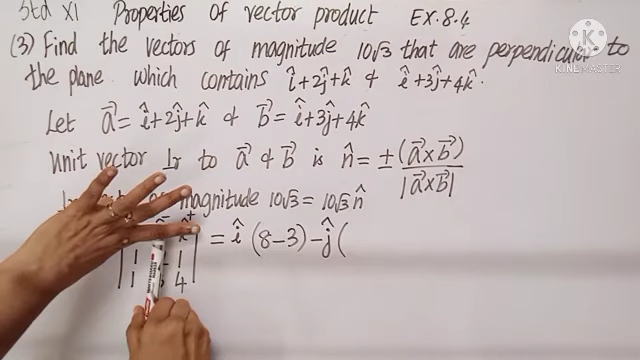 Std XI Properties of vector product EX.8.4
(3) Find the vectors of magnitude 10√3 that are perpendicular to
the plane which contains î+2ĵ+k̂ & î+3ĵ+4k̂.
Let a⃗ = î+2ĵ+k̂ & b⃗ = î+3ĵ+4k̂
Unit vector ⊥r to a⃗ & b⃗ is n̂ = ± (a⃗×b⃗) / |a⃗×b⃗|
magnitude 10√3 = 10√3 n̂
= î (8-3) - ĵ (
1 1
1 4
KINEMASTER